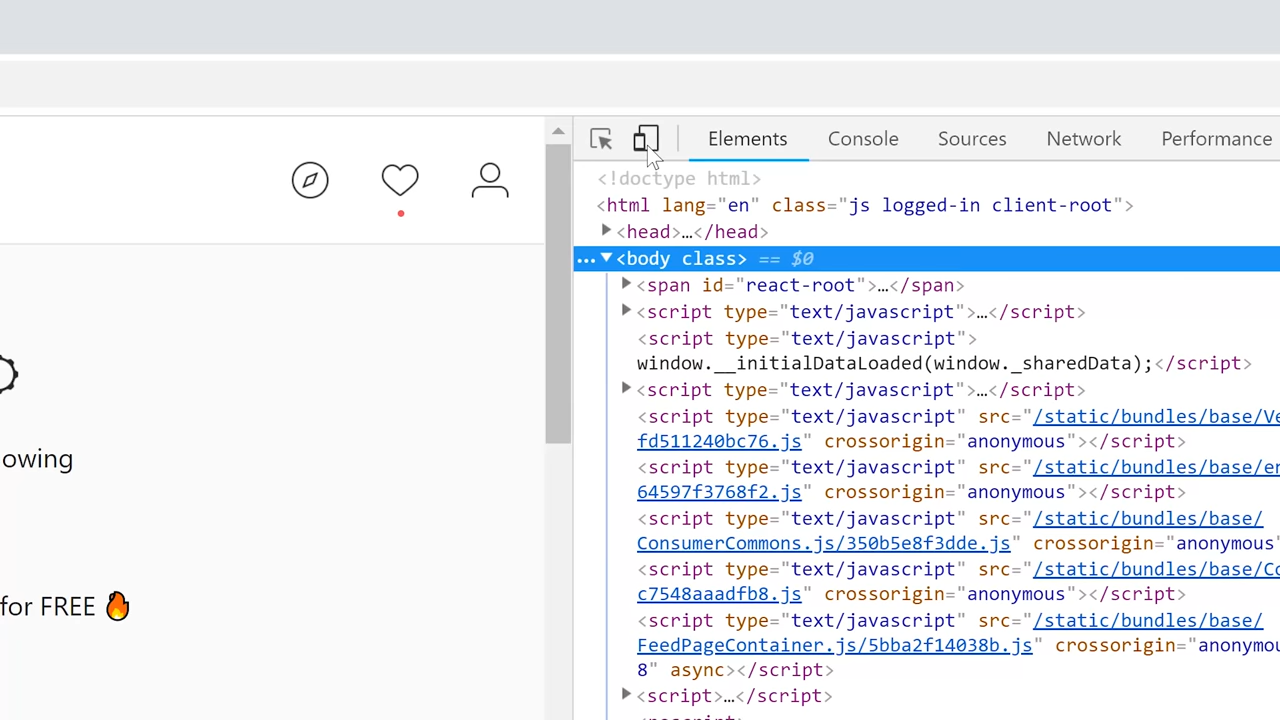 Elements Console Sources Network Performance
<!doctype html>
<html lang="en" class="js logged-in client-root">
<head>…</head>
…<body class> == $0
<span id="react-root">…</span>
<script type="text/javascript">…</script>
<script type="text/javascript">
window.__initialDataLoaded(window._sharedData);</script>
<script type="text/javascript">…</script>
<script type="text/javascript" src="/static/bundles/base/Ve
fd511240bc76.js" crossorigin="anonymous"></script>
<script type="text/javascript" src="/static/bundles/base/en
64597f3768f2.js" crossorigin="anonymous"></script>
<script type="text/javascript" src="/static/bundles/base/
ConsumerCommons.js/350b5e8f3dde.js" crossorigin="anonymous"
<script type="text/javascript" src="/static/bundles/base/Co
c7548aaadfb8.js" crossorigin="anonymous"></script>
<script type="text/javascript" src="/static/bundles/base/
FeedPageContainer.js/5bba2f14038b.js" crossorigin="anonymou
8" async></script>
<script>…</script>
owing
for FREE 🔥